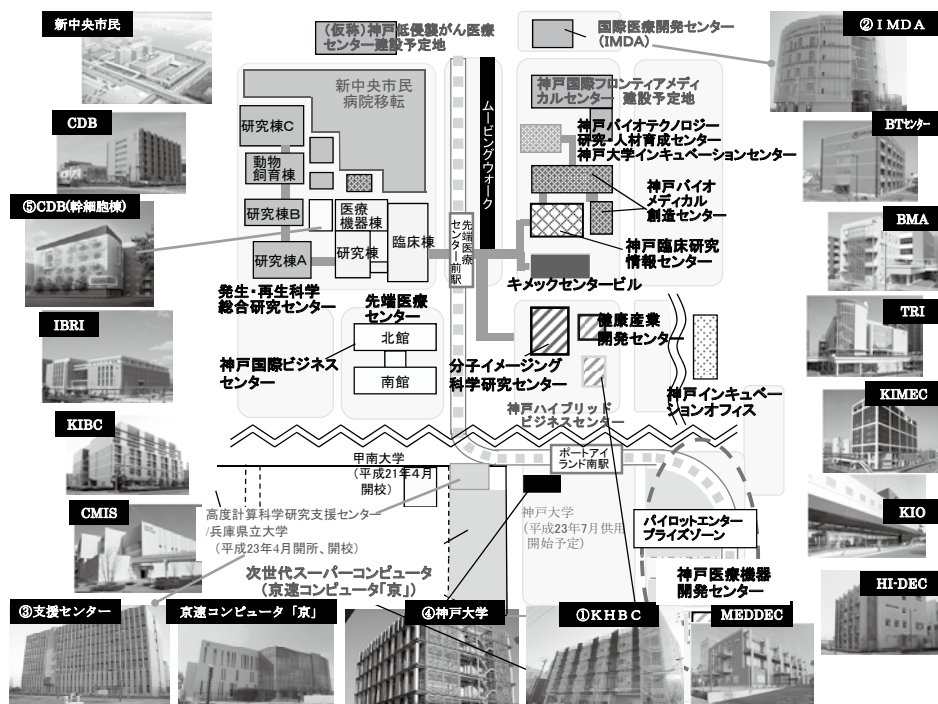 新中央市民
(仮称)神戸低侵襲がん医療
センター建設予定地
国際医療開発センター
(IMDA)
②IMDA
新中央市民
病院移転
ムービングウォーク
神戸国際フロンティアメディ
カルセンター 建設予定地
CDB
研究棟C
神戸バイオテクノロジー
研究・人材育成センター
神戸大学インキュベーションセンター
BTセンター
動物
飼育棟
⑤CDB(幹細胞棟)
研究棟B
医療
機器棟
神戸バイオ
メディカル
創造センター
BMA
先端医療
センター前駅
研究棟A
研究棟
臨床棟
神戸臨床研究
情報センター
発生・再生科学
総合研究センター
先端医療
センター
キメックセンタービル
IBRI
北館
健康産業
開発センター
TRI
神戸国際ビジネス
センター
南館
分子イメージング
科学研究センター
神戸インキュベー
ションオフィス
KIMEC
神戸ハイブリッド
ビジネスセンター
KIBC
甲南大学
(平成21年4月
開校)
ポートアイ
ランド南駅
CMIS
高度計算科学研究支援センター
/兵庫県立大学
(平成23年4月開所、開校)
神戸大学
(平成23年7月供用
開始予定)
パイロットエンター
プライズゾーン
KIO
次世代スーパーコンピュータ
(京速コンピュータ「京」)
神戸医療機器
開発センター
HI-DEC
③支援センター
京速コンピュータ「京」
④神戸大学
①KHBC
MEDDEC